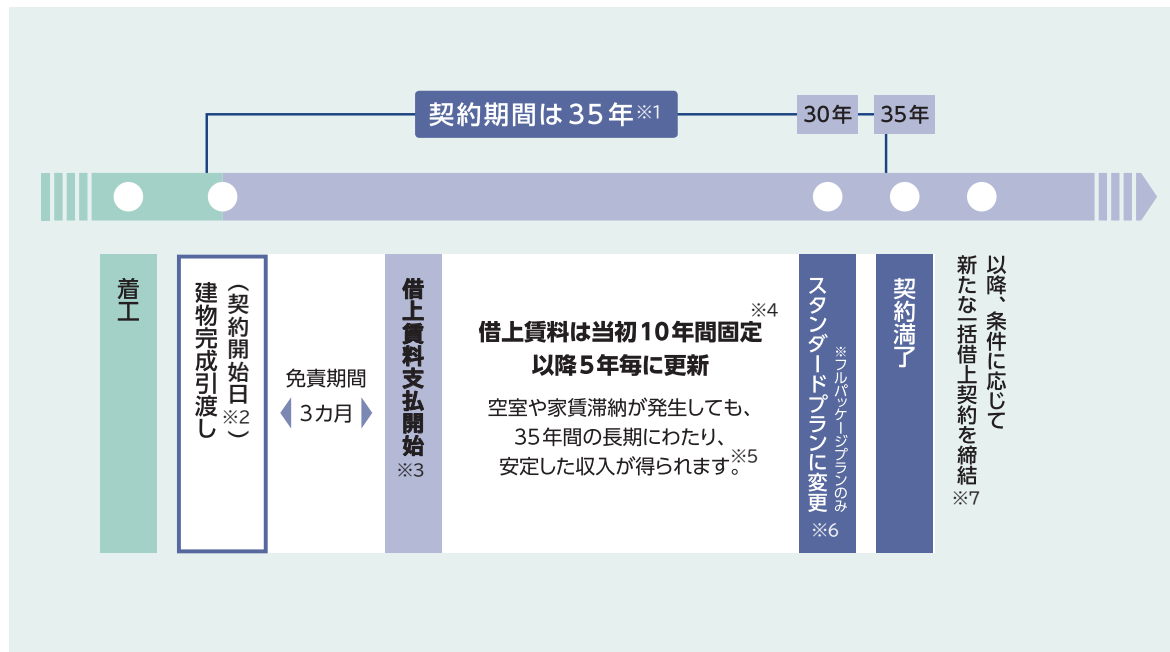 契約期間は35年※1
30年
35年
着工
建物完成引渡し
（契約開始日※2）
免責期間
3カ月
借上賃料支払開始
※3
借上賃料は当初10年間固定※4
以降5年毎に更新
空室や家賃滞納が発生しても、
35年間の長期にわたり、
安定した収入が得られます。※5
スタンダードプランに変更
※フルパッケージプランのみ
※6
契約満了
以降、条件に応じて
新たな一括借上契約を締結
※7